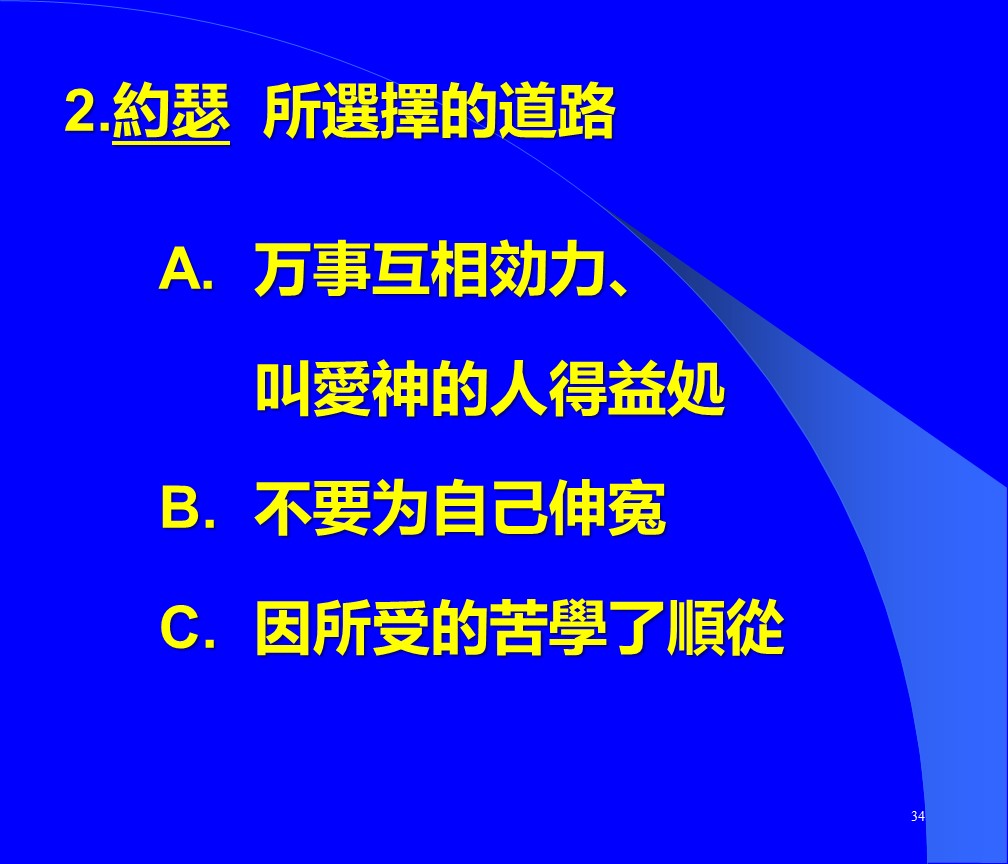 2.約瑟 所選擇的道路
A. 万事互相効力、
叫愛神的人得益処
B. 不要为自己伸寃
C. 因所受的苦學了順從
34